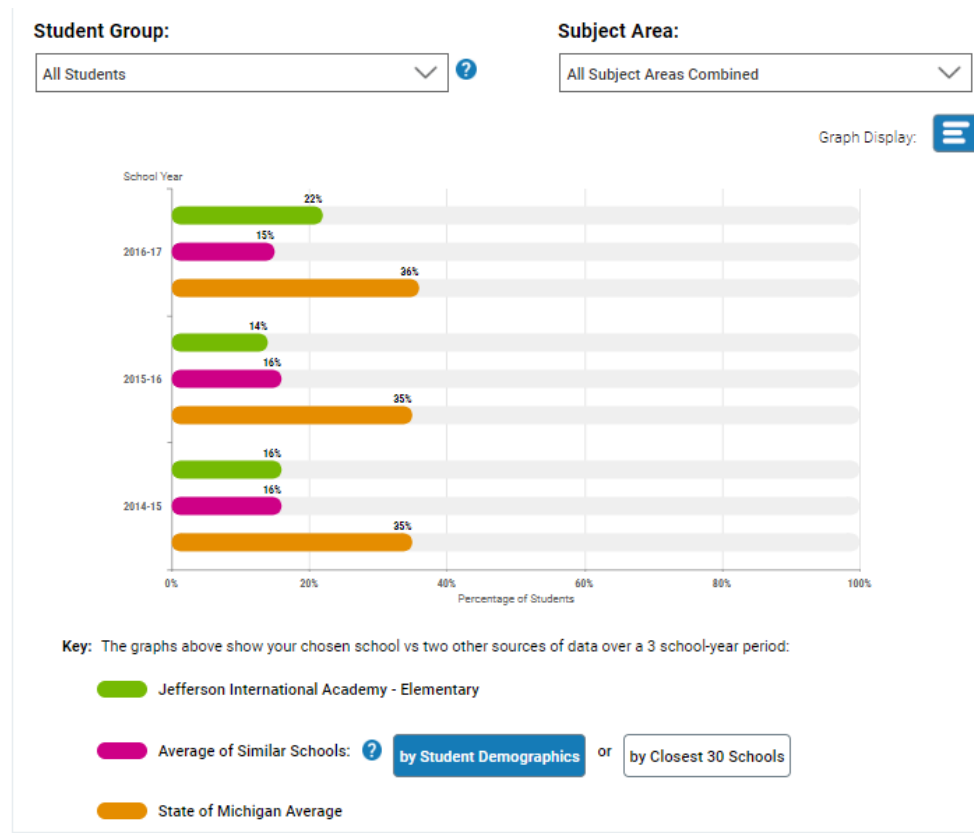 Student Group:
Subject Area:
All Students
?
All Subject Areas Combined
Graph Display:
School Year
22%
15%
2016-17
36%
14%
16%
2015-16
35%
16%
16%
2014-15
35%
0% 20% 40% 60% 80% 100%
Percentage of Students
Key: The graphs above show your chosen school vs two other sources of data over a 3 school-year period:
Jefferson International Academy - Elementary
Average of Similar Schools: ? by Student Demographics or by Closest 30 Schools
State of Michigan Average